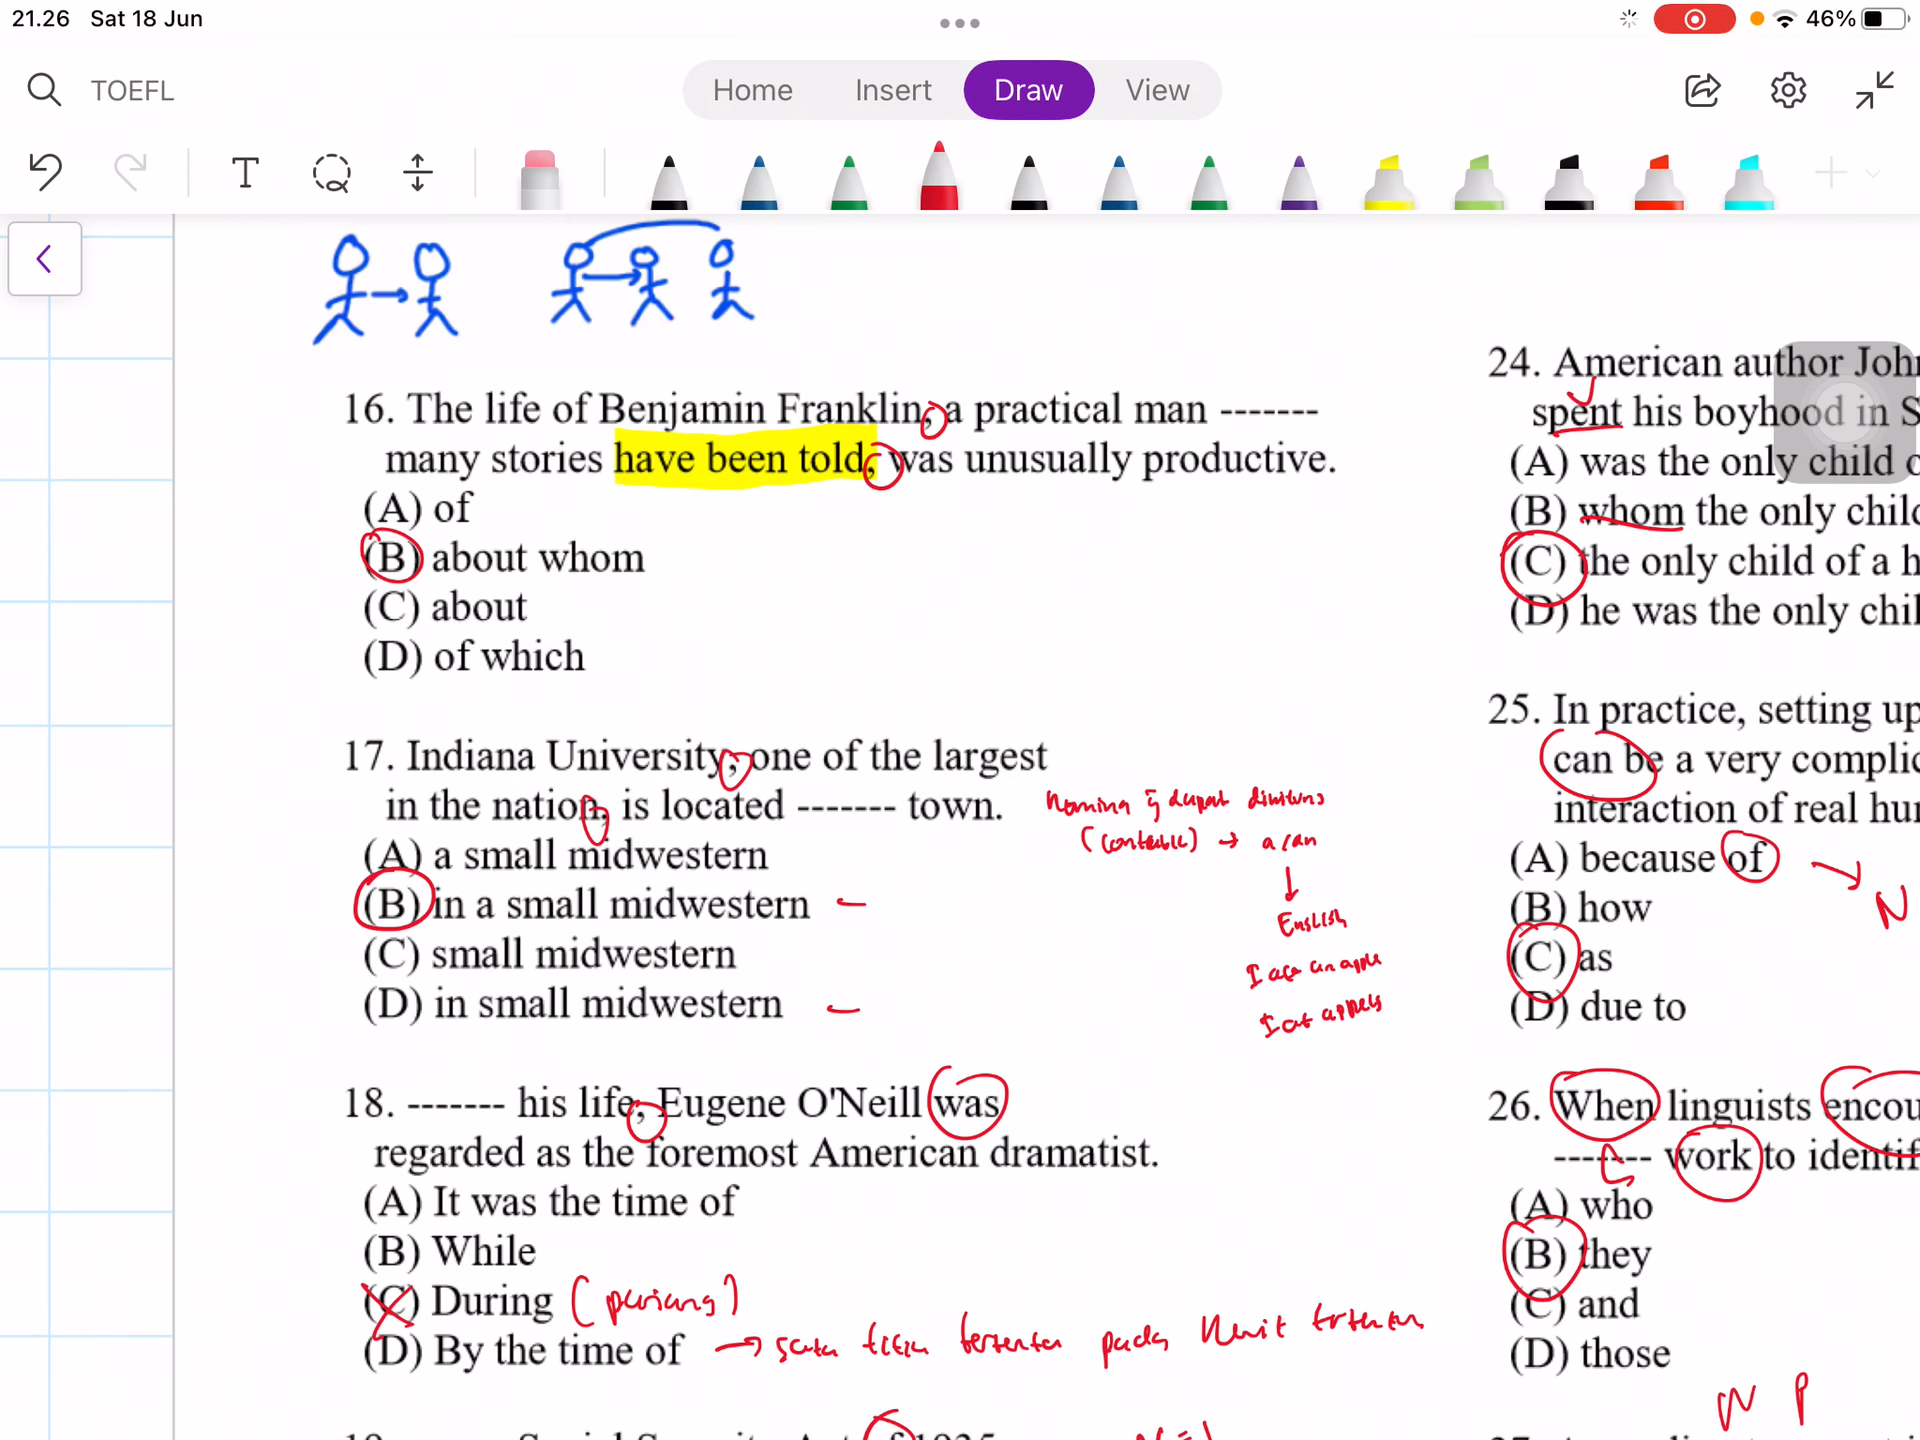 21.26 Sat 18 Jun
46%
TOEFL
Home Insert Draw View
T
16. The life of Benjamin Franklin, a practical man -------
many stories have been told, was unusually productive.
(A) of
(B) about whom
(C) about
(D) of which
17. Indiana University, one of the largest
in the nation, is located ------- town.
(A) a small midwestern
(B) in a small midwestern
(C) small midwestern
(D) in small midwestern
(contable) → a/an
English
18. ------- his life, Eugene O'Neill was
regarded as the foremost American dramatist.
(A) It was the time of
(B) While
(C) During (panjang)
(D) By the time of
24. American author John
spent his boyhood in S
(A) was the only child o
(B) whom the only child
(C) the only child of a h
(D) he was the only chil
25. In practice, setting up
can be a very complic
interaction of real hu
(A) because of → N
(B) how
(C) as
(D) due to
26. When linguists encou
------- work to identif
(A) who
(B) they
(C) and
(D) those
N P